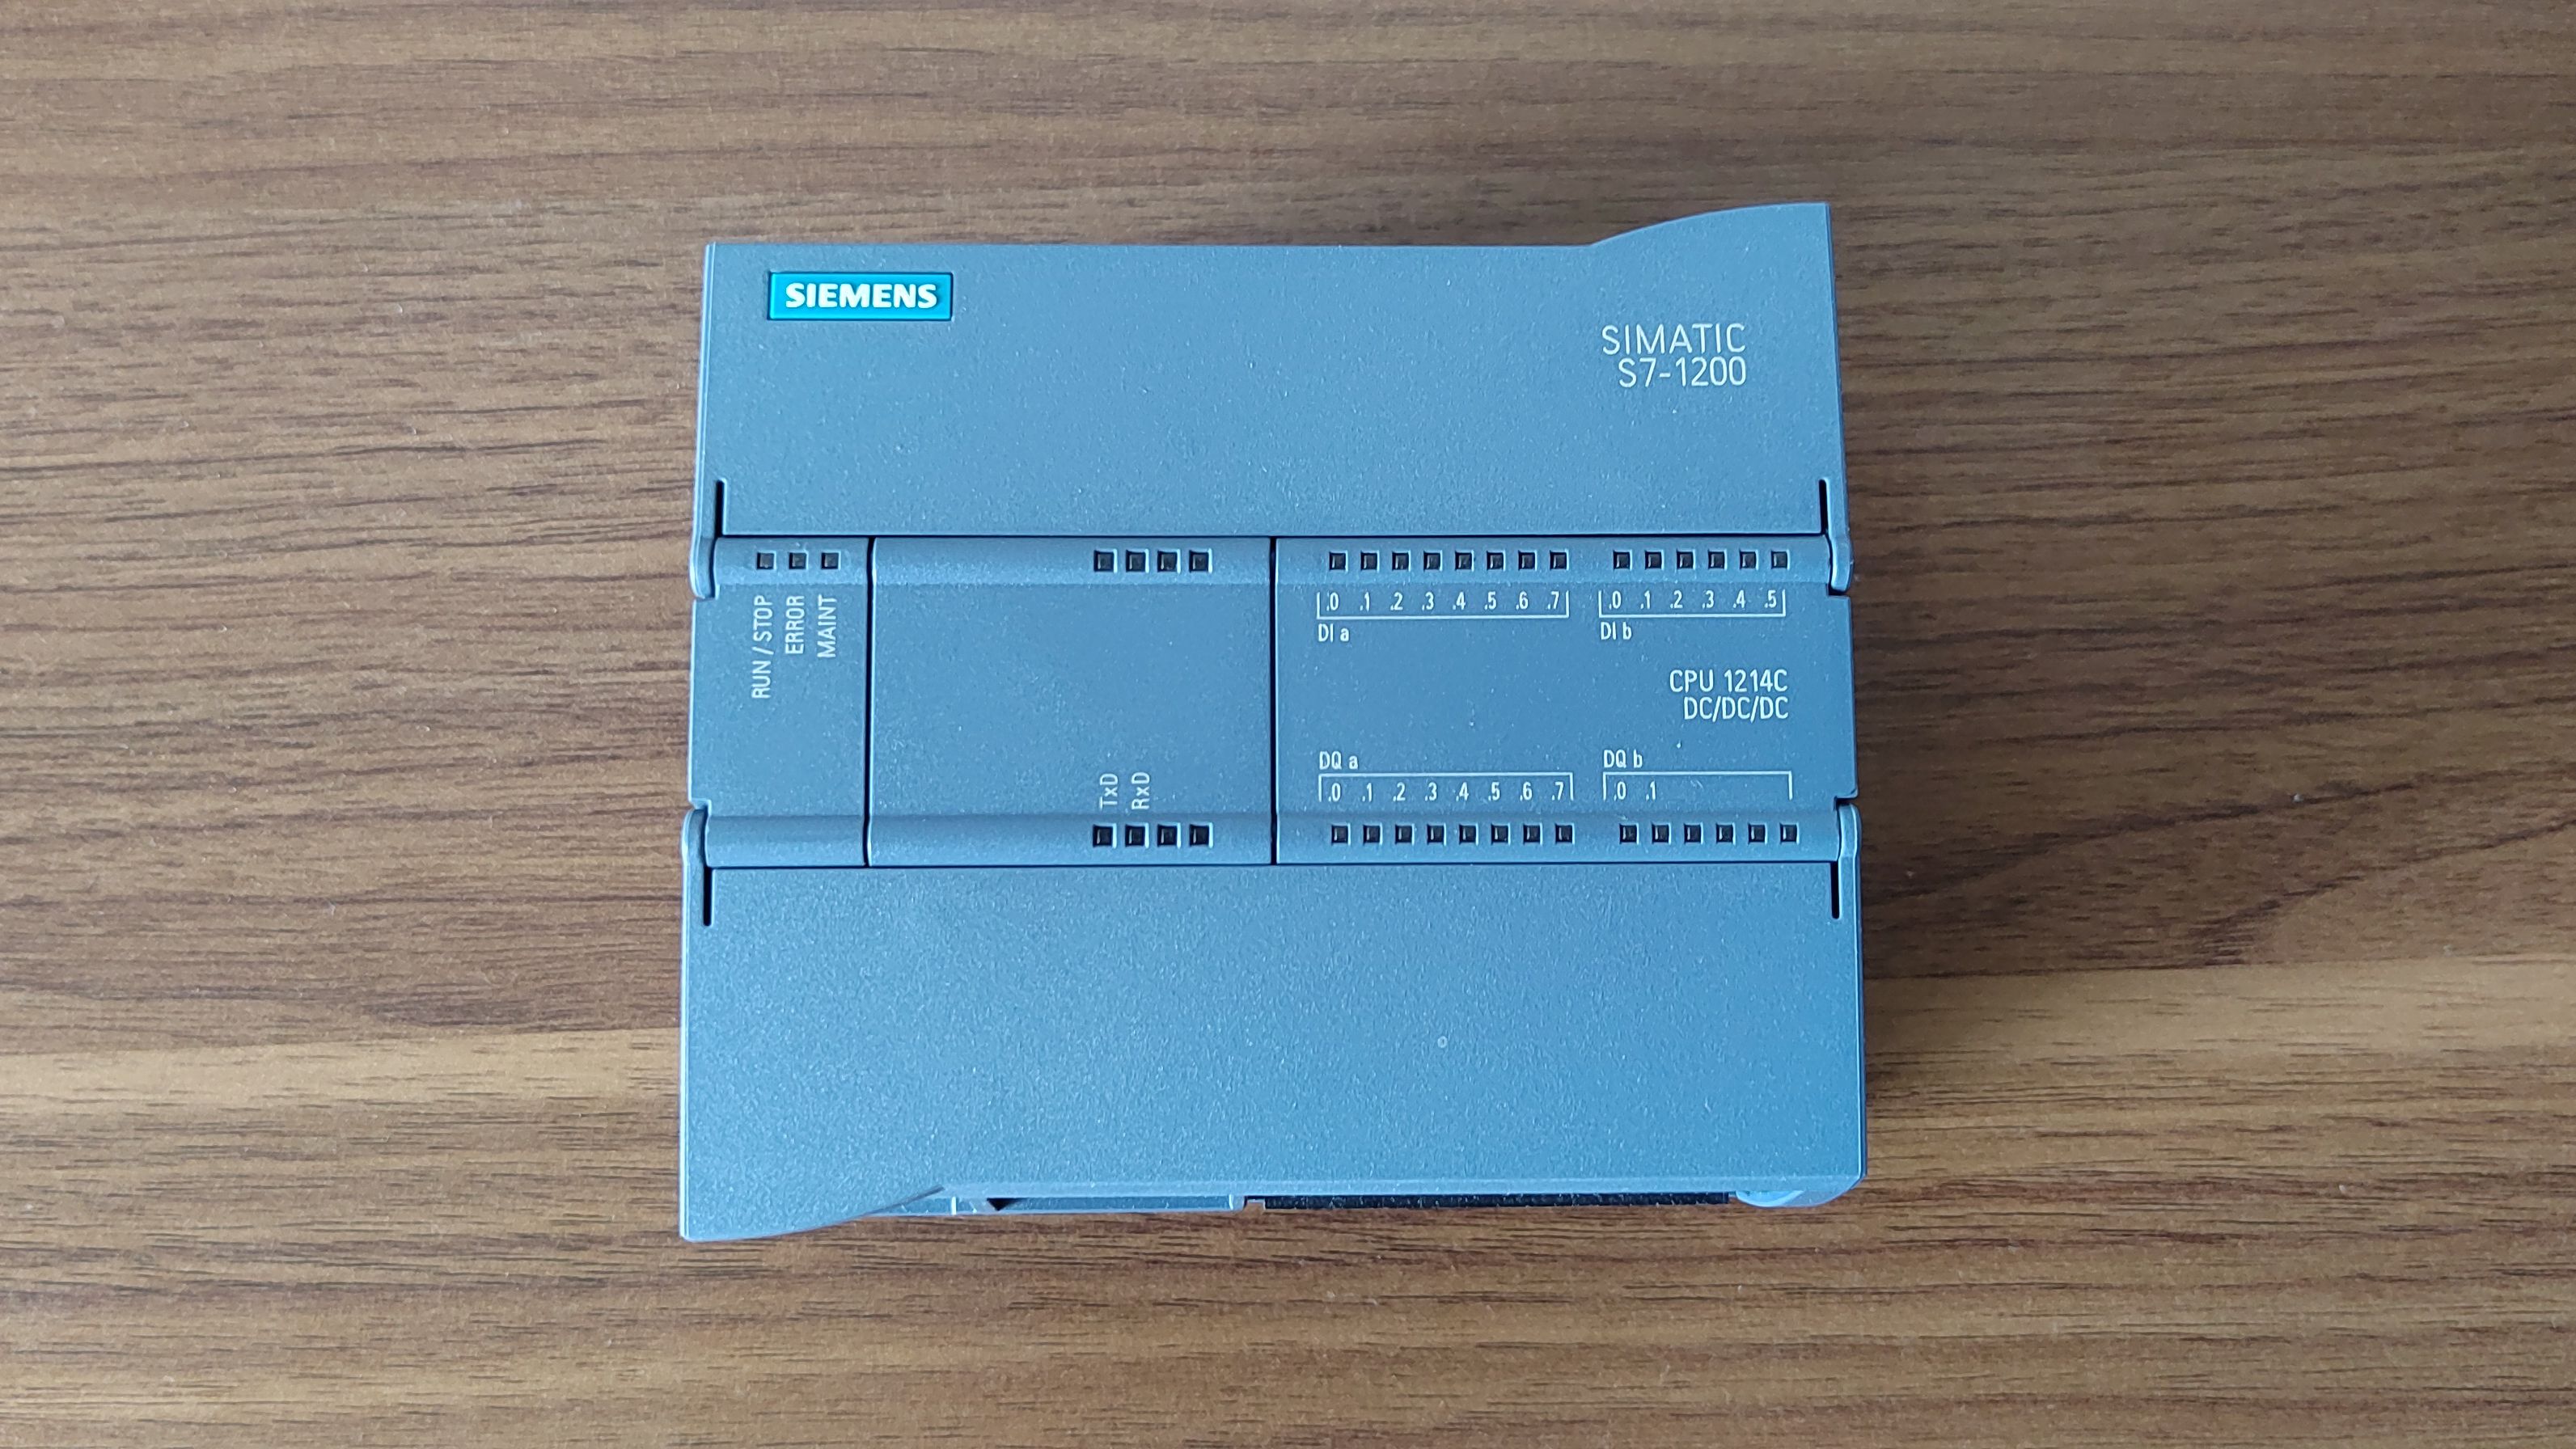 SIEMENS
SIMATIC
S7-1200
RUN / STOP
ERROR
MAINT
.0 .1 .2 .3 .4 .5 .6 .7
DI a
.0 .1 .2 .3 .4 .5
DI b
CPU 1214C
DC/DC/DC
TxD
RxD
DQ a
.0 .1 .2 .3 .4 .5 .6 .7
DQ b
.0 .1